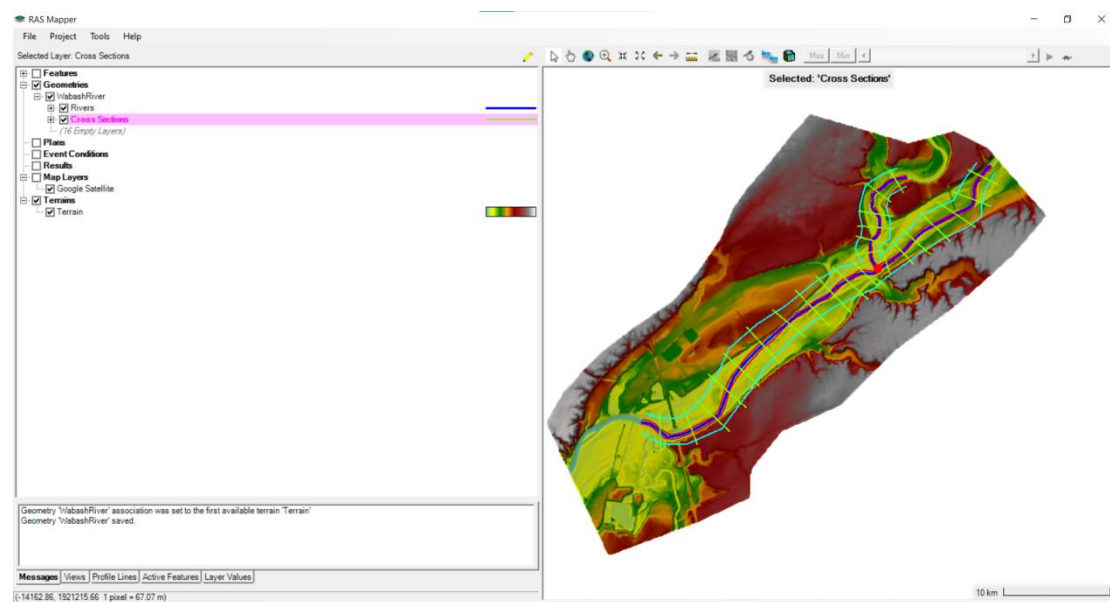 RAS Mapper
File Project Tools Help
Selected Layer: Cross Sections
Max Min
Features
Geometries
WabashRiver
Rivers
Cross Sections
(16 Empty Layers)
Plans
Event Conditions
Results
Map Layers
Google Satellite
Terrains
Terrain
Selected: 'Cross Sections'
Geometry 'WabashRiver' association was set to the first available terrain 'Terrain'
Geometry 'WabashRiver' saved.
Messages Views Profile Lines Active Features Layer Values
(-14162.86, 1921215.66 1 pixel = 67.07 m)
10 km